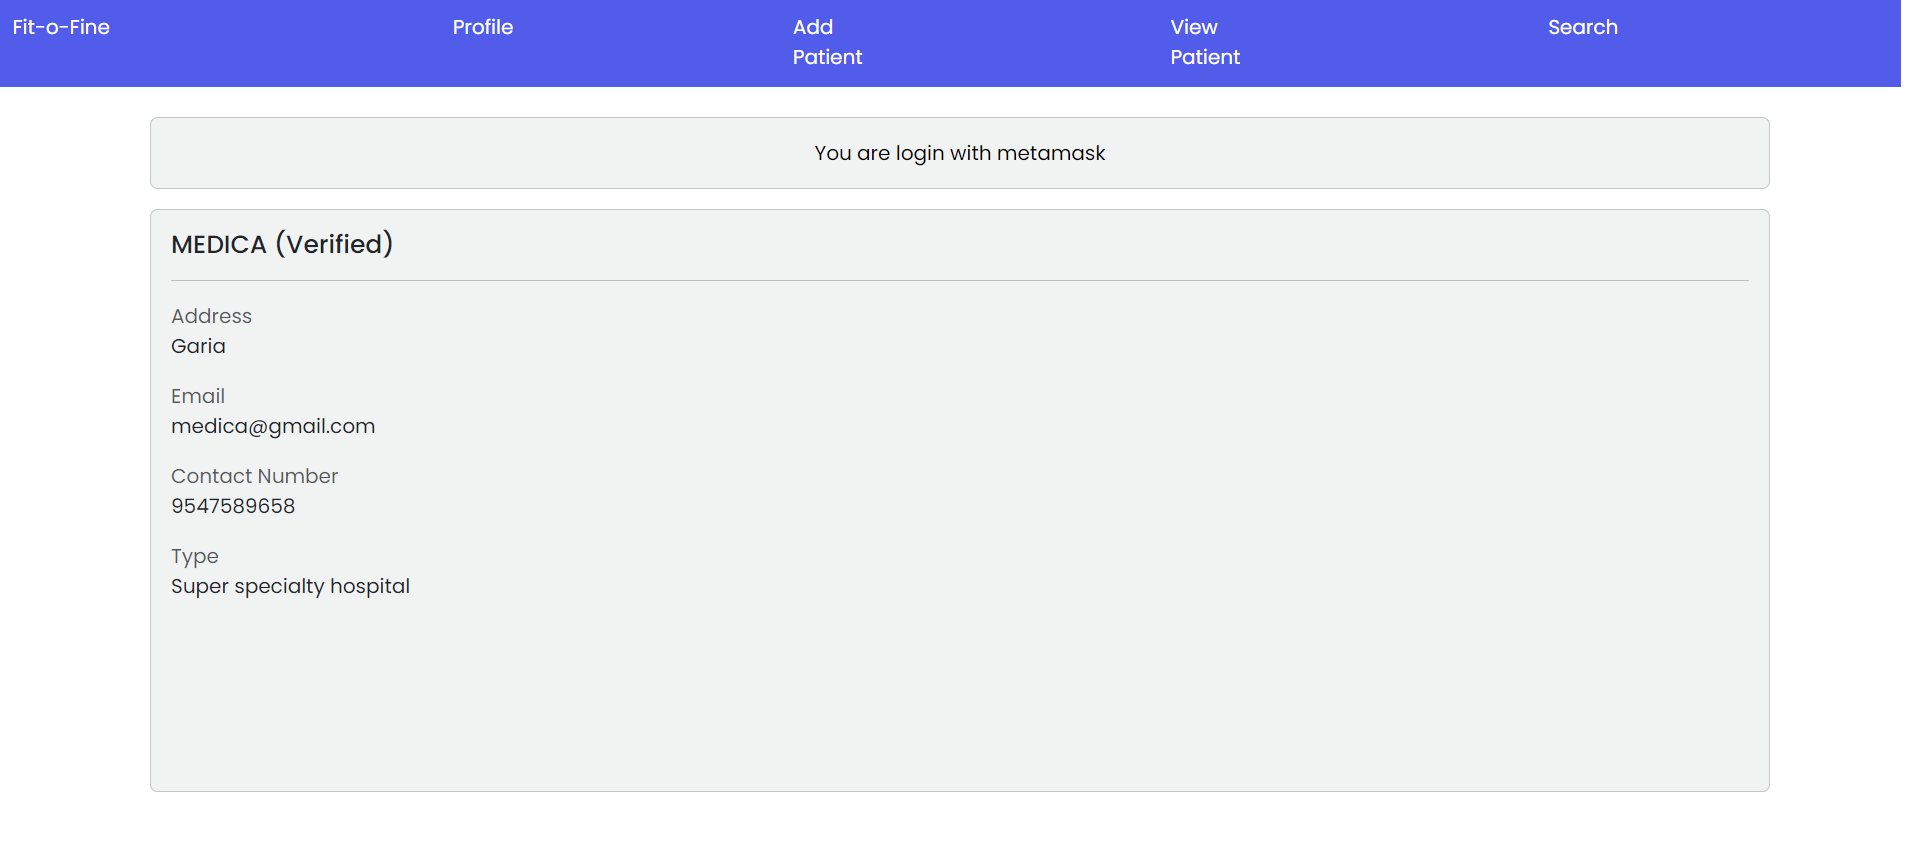 Fit-o-Fine
Profile
Add
Patient
View
Patient
Search
You are login with metamask
MEDICA (Verified)
Address
Garia
Email
medica@gmail.com
Contact Number
9547589658
Type
Super specialty hospital